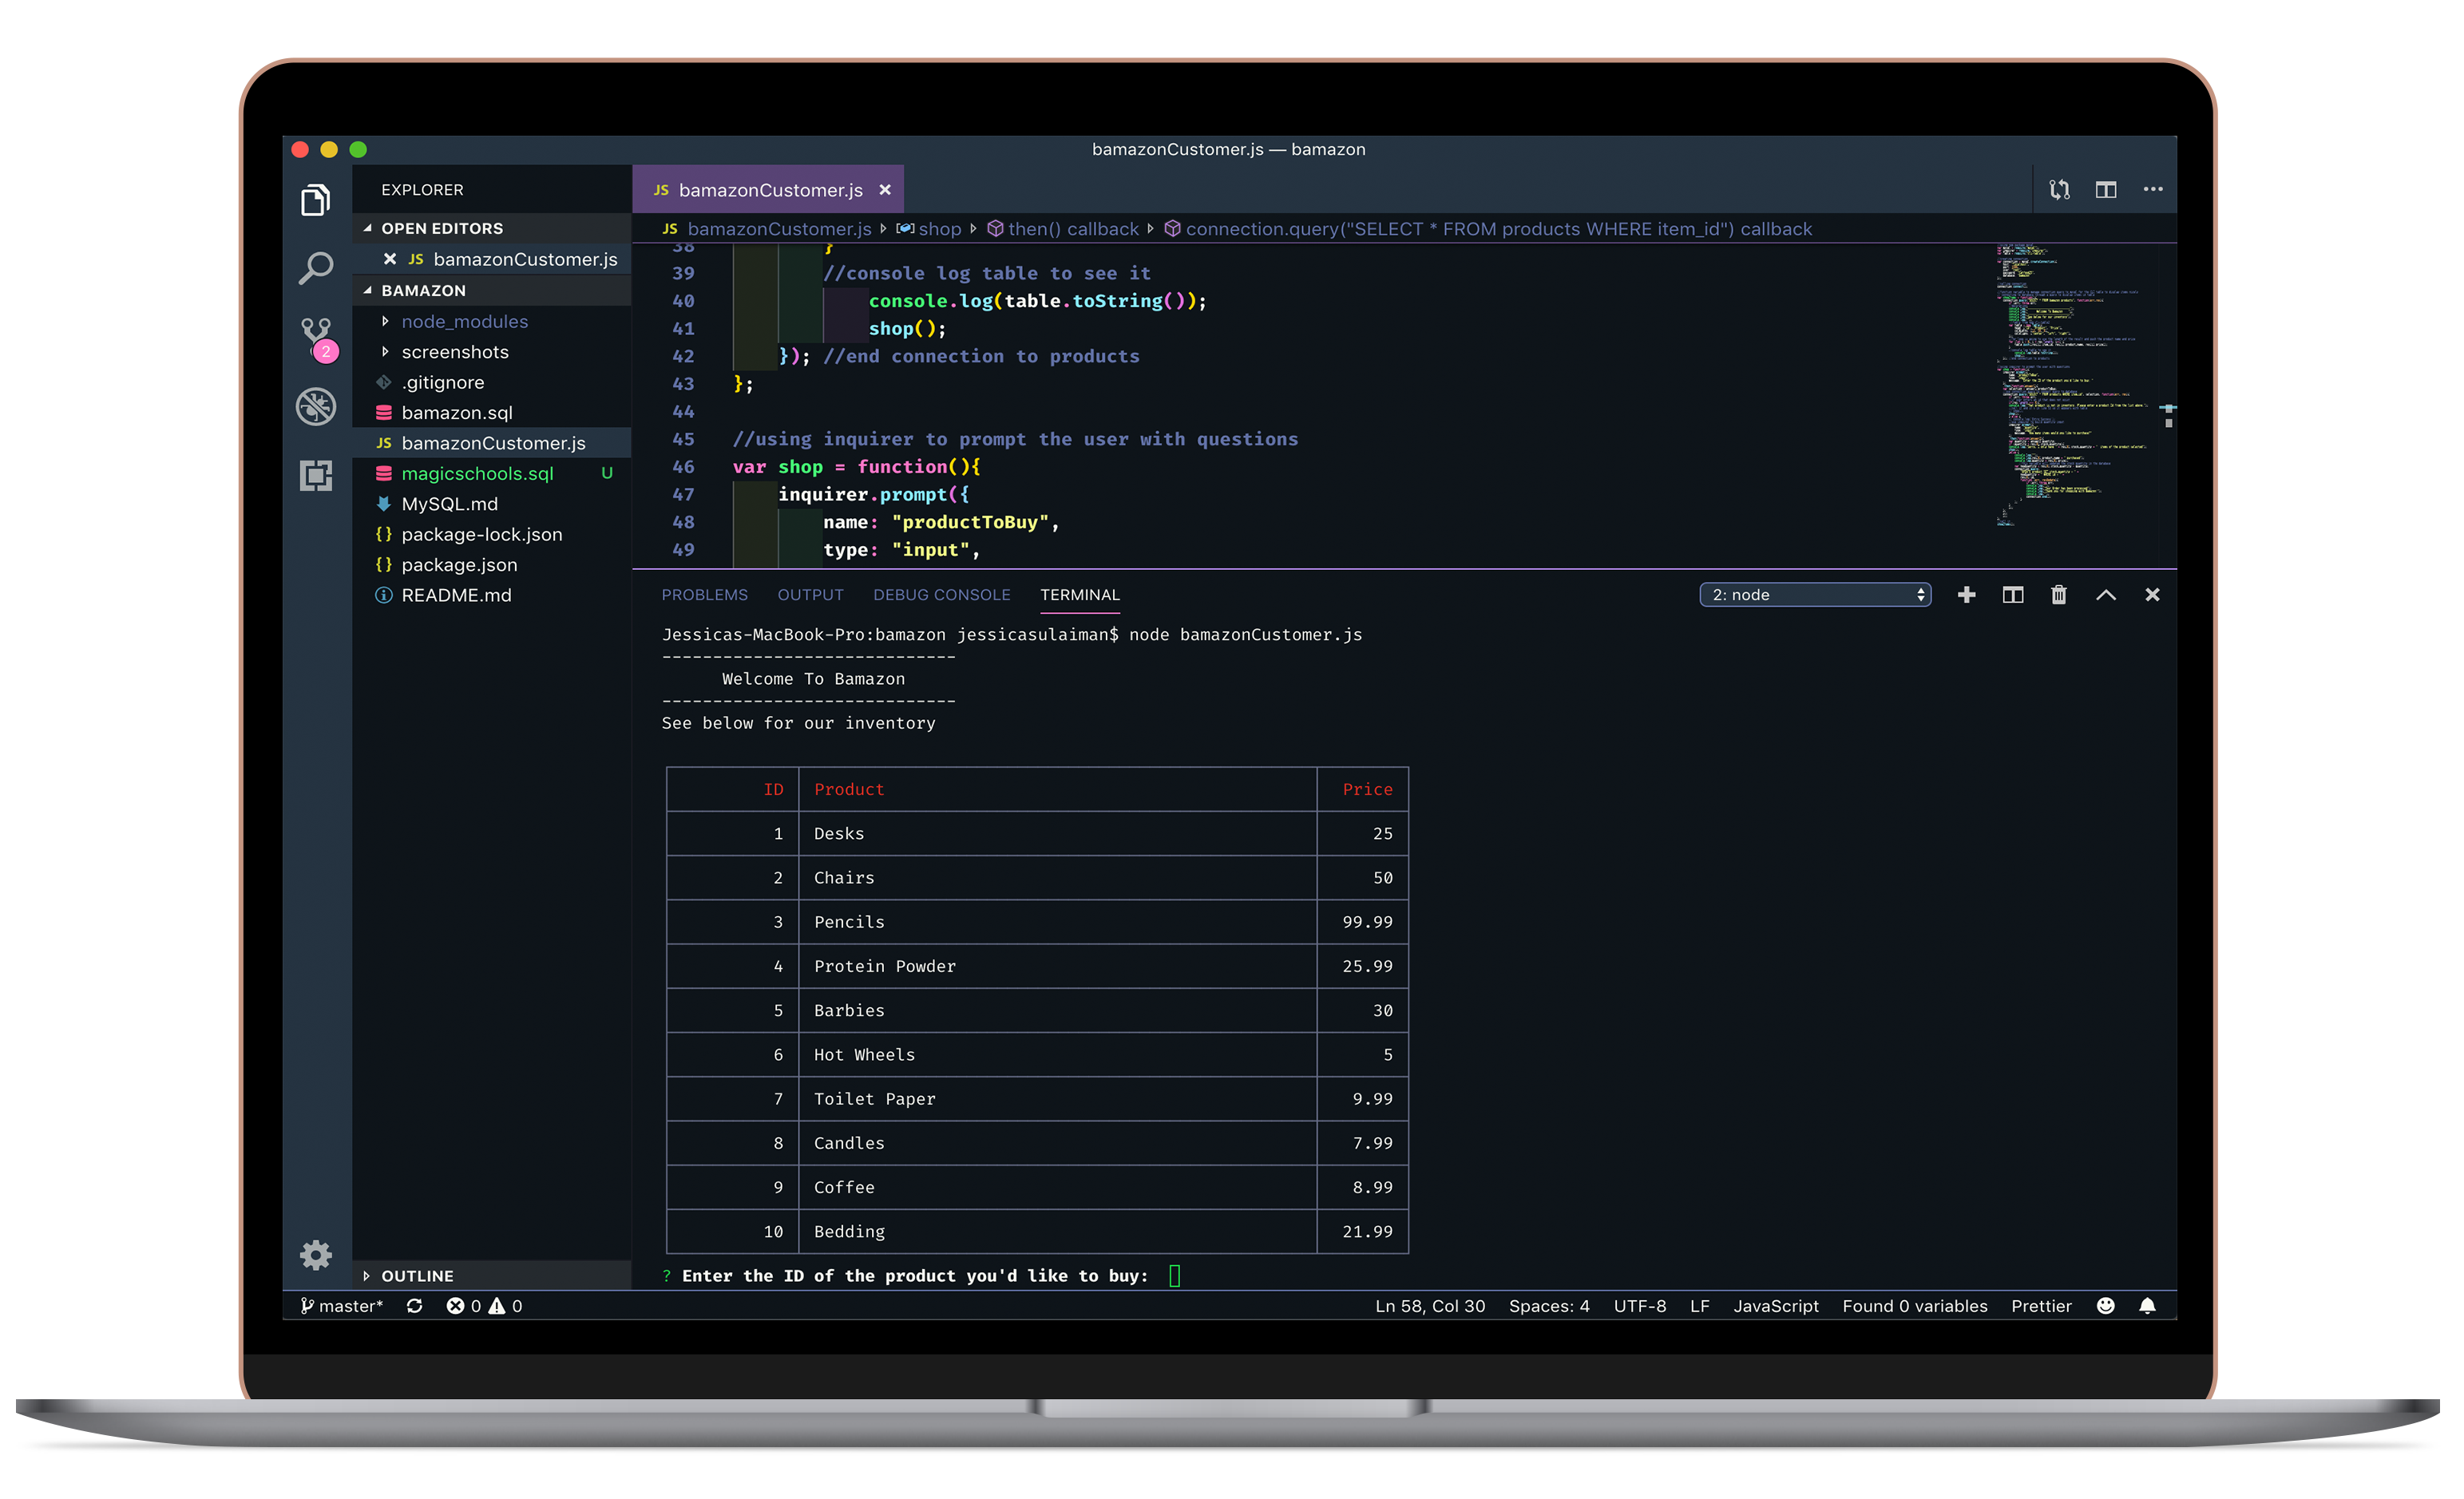 bamazonCustomer.js — bamazon
EXPLORER
OPEN EDITORS
JS bamazonCustomer.js
BAMAZON
node_modules
screenshots
.gitignore
bamazon.sql
JS bamazonCustomer.js
magicschools.sql U
MySQL.md
{} package-lock.json
{} package.json
README.md
OUTLINE
2
JS bamazonCustomer.js
JS bamazonCustomer.js shop then() callback connection.query("SELECT * FROM products WHERE item_id") callback
38 }
39 //console log table to see it
40 console.log(table.toString());
41 shop();
42 }); //end connection to products
43 };
44
45 //using inquirer to prompt the user with questions
46 var shop = function(){
47 inquirer.prompt({
48 name: "productToBuy",
49 type: "input",
PROBLEMS OUTPUT DEBUG CONSOLE TERMINAL 2: node
Jessicas-MacBook-Pro:bamazon jessicasulaiman$ node bamazonCustomer.js
-----------------------------
Welcome To Bamazon
-----------------------------
See below for our inventory
ID Product Price
1 Desks 25
2 Chairs 50
3 Pencils 99.99
4 Protein Powder 25.99
5 Barbies 30
6 Hot Wheels 5
7 Toilet Paper 9.99
8 Candles 7.99
9 Coffee 8.99
10 Bedding 21.99
? Enter the ID of the product you'd like to buy:
master* 0 0 Ln 58, Col 30 Spaces: 4 UTF-8 LF JavaScript Found 0 variables Prettier